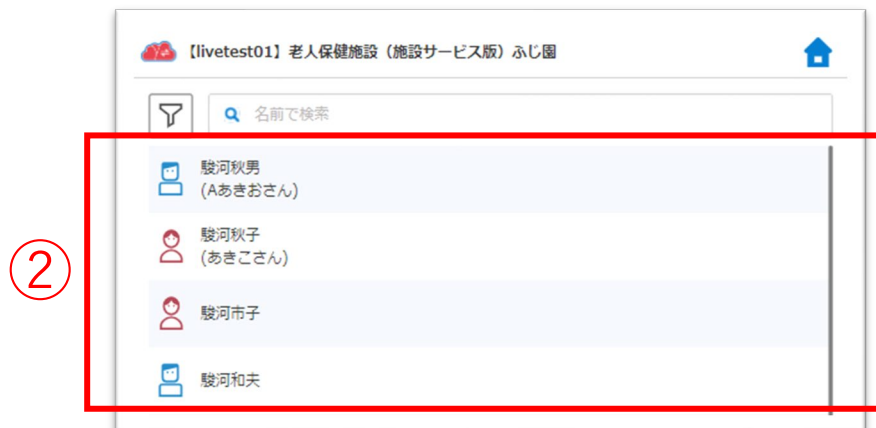 【livetest01】老人保健施設（施設サービス版）ふじ園
名前で検索
駿河秋男
(Aあきおさん)
駿河秋子
(あきこさん)
②
駿河市子
駿河和夫